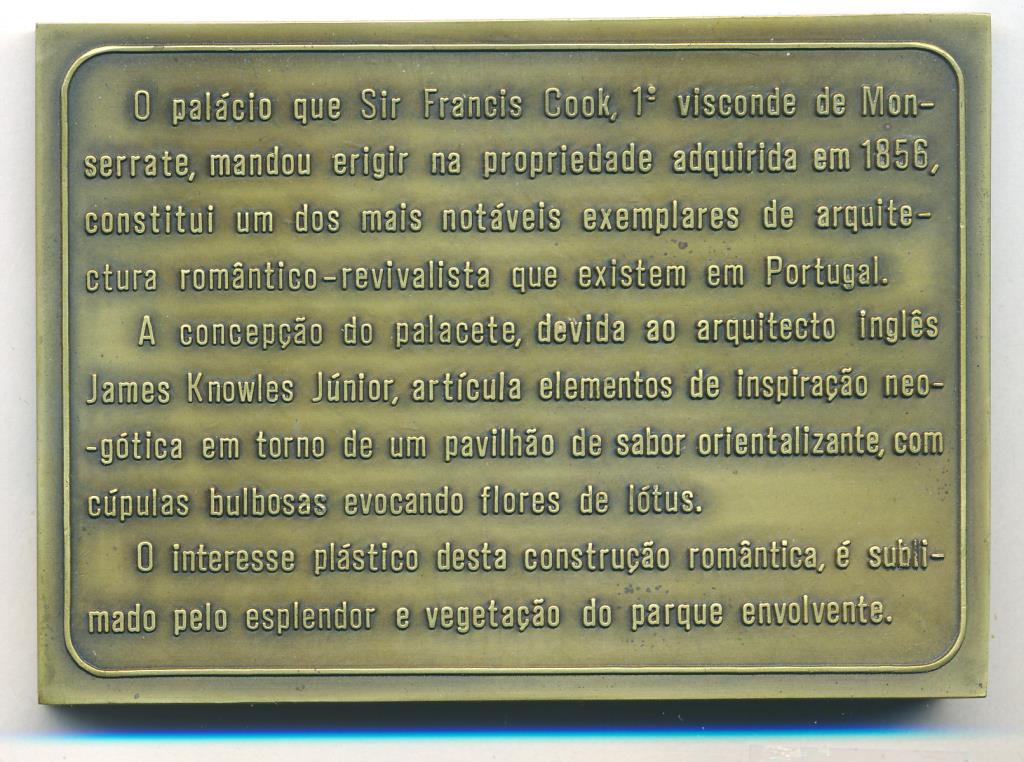 O palácio que Sir Francis Cook, 1º visconde de Mon-
serrate, mandou erigir na propriedade adquirida em 1856,
constitui um dos mais notáveis exemplares de arquite-
ctura romântico-revivalista que existem em Portugal.
A concepção do palacete, devida ao arquitecto inglês
James Knowles Júnior, artícula elementos de inspiração neo-
-gótica em torno de um pavilhão de sabor orientalizante, com
cúpulas bulbosas evocando flores de lótus.
O interesse plástico desta construção romântica, é subli-
mado pelo esplendor e vegetação do parque envolvente.